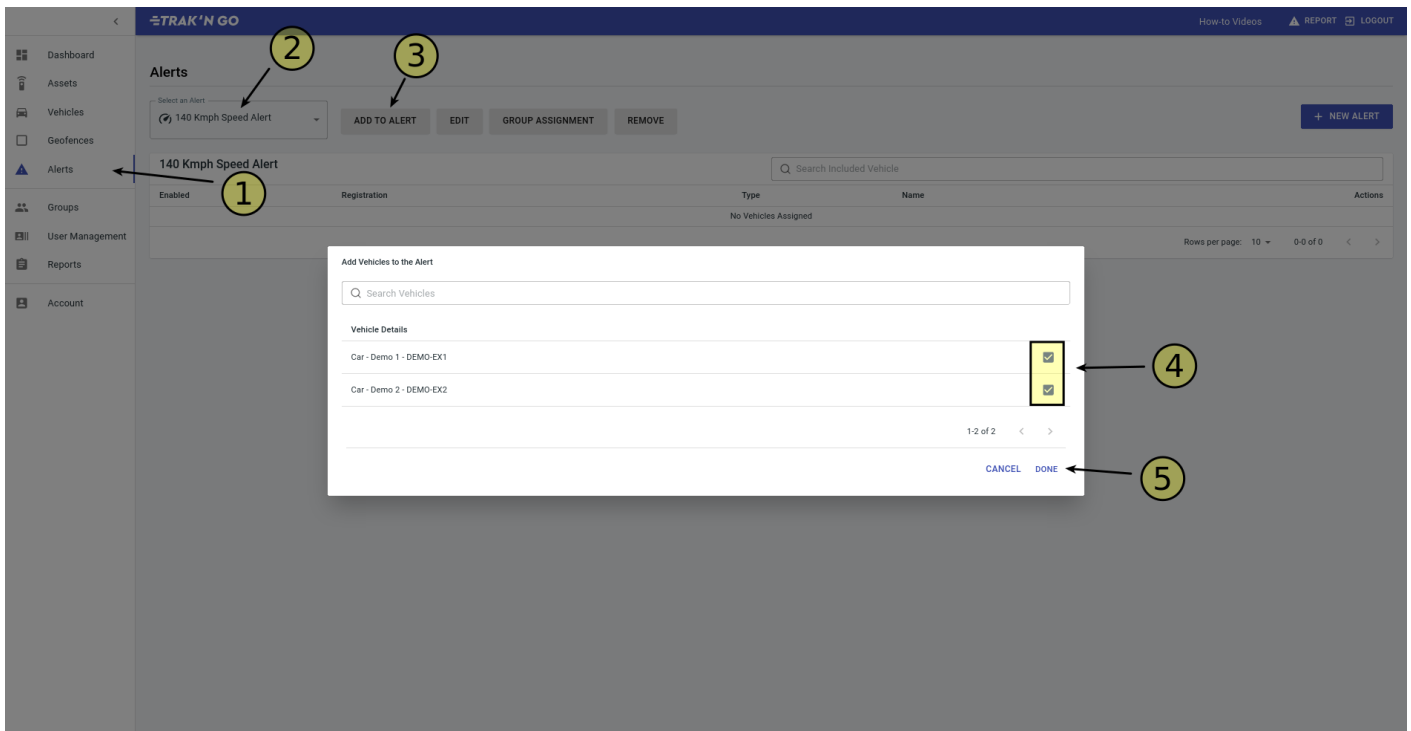 TRAK'N GO
How-to Videos
REPORT
LOGOUT
Dashboard
Assets
Vehicles
Geofences
Alerts
Groups
User Management
Reports
Account
1
2
3
Alerts
Select an Alert
140 Kmph Speed Alert
ADD TO ALERT
EDIT
GROUP ASSIGNMENT
REMOVE
+ NEW ALERT
140 Kmph Speed Alert
Search Included Vehicle
Enabled Registration Type Name Actions
No Vehicles Assigned
Rows per page: 10 0-0 of 0
Add Vehicles to the Alert
Search Vehicles
Vehicle Details
Car - Demo 1 - DEMO-EX1
Car - Demo 2 - DEMO-EX2
4
1-2 of 2
CANCEL DONE
5